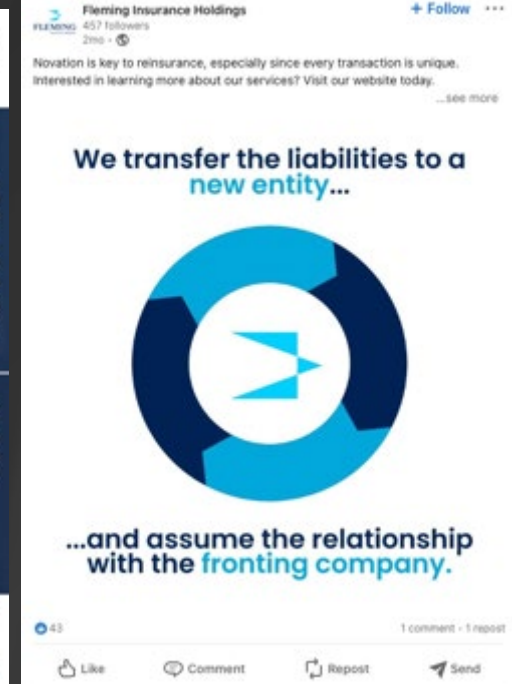 Fleming Insurance Holdings
+ Follow ...
FLEMING
457 followers
2mo •
Novation is key to reinsurance, especially since every transaction is unique.
Interested in learning more about our services? Visit our website today.
...see more
We transfer the liabilities to a
new entity...
...and assume the relationship
with the fronting company.
43
1 comment • 1 repost
Like
Comment
Repost
Send